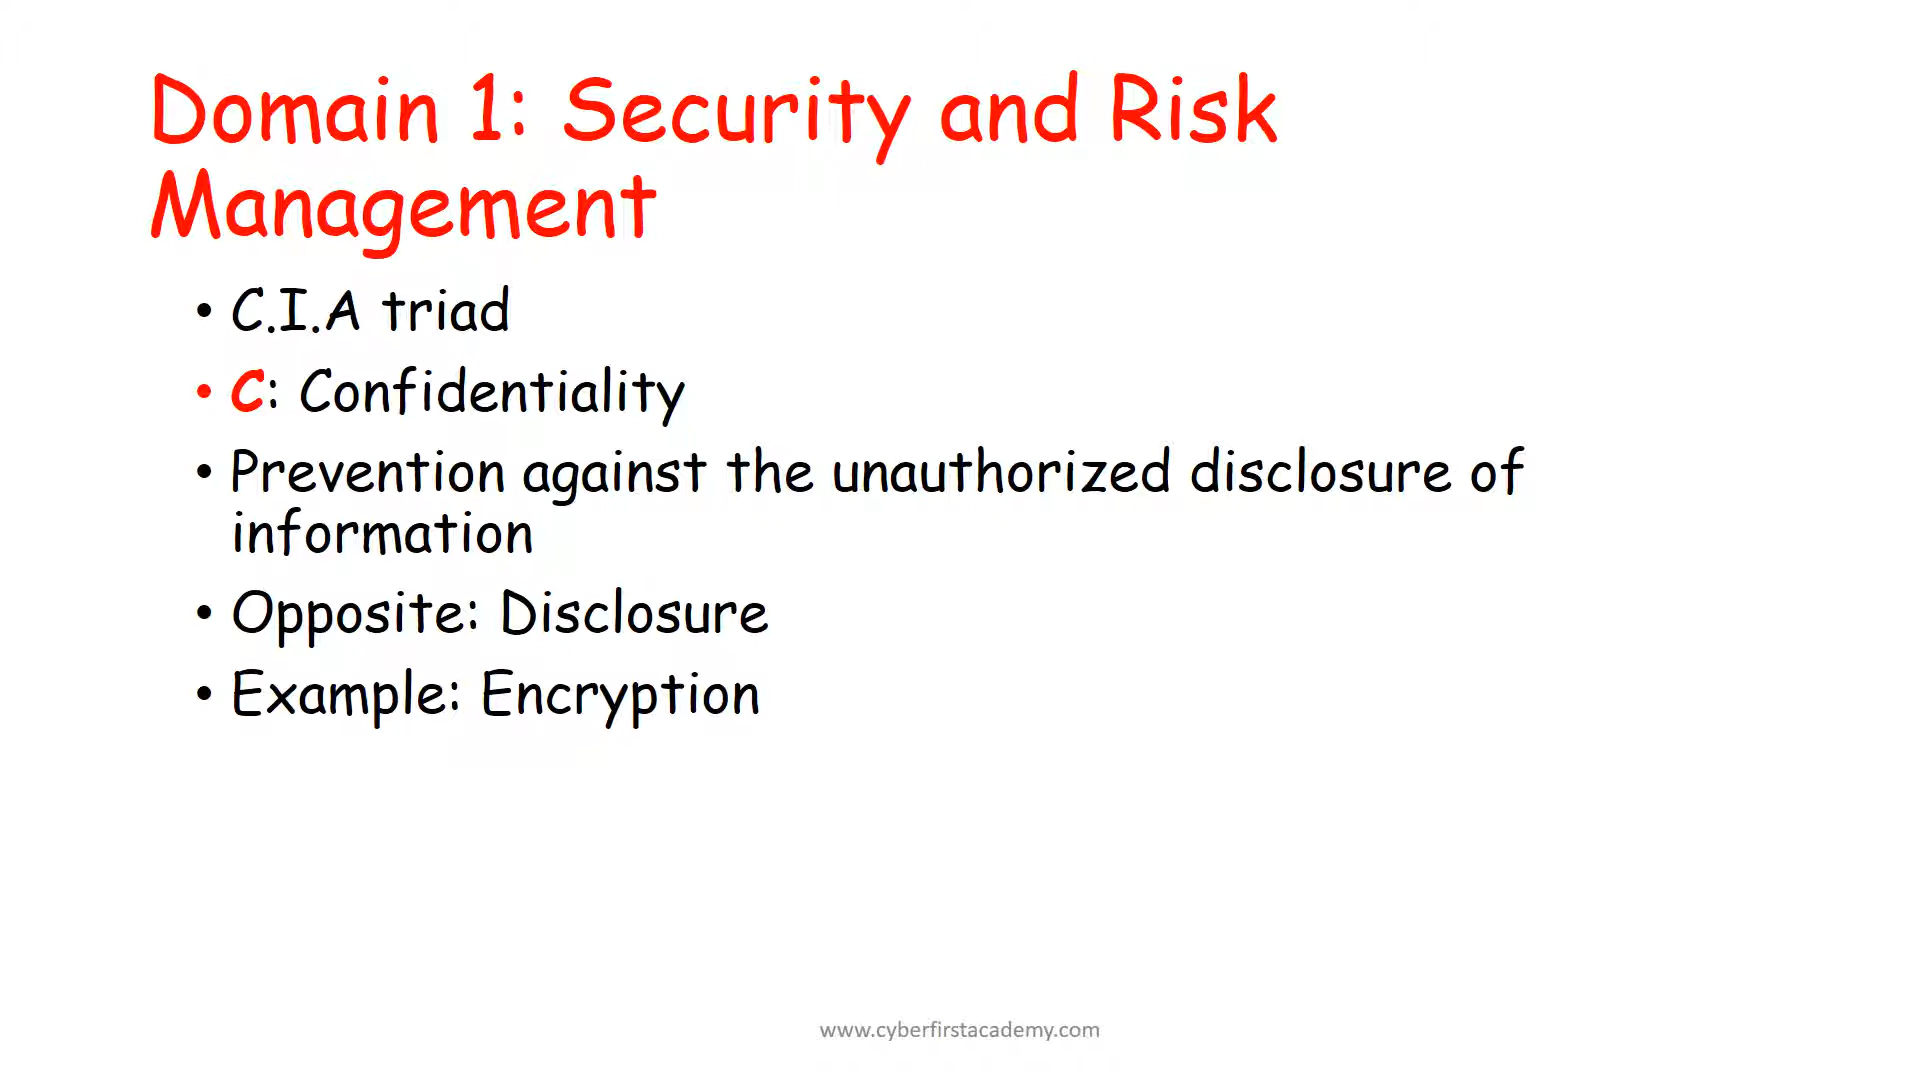 Domain 1: Security and Risk
Management
• C.I.A triad
• C: Confidentiality
• Prevention against the unauthorized disclosure of
information
• Opposite: Disclosure
• Example: Encryption
www.cyberfirstacademy.com